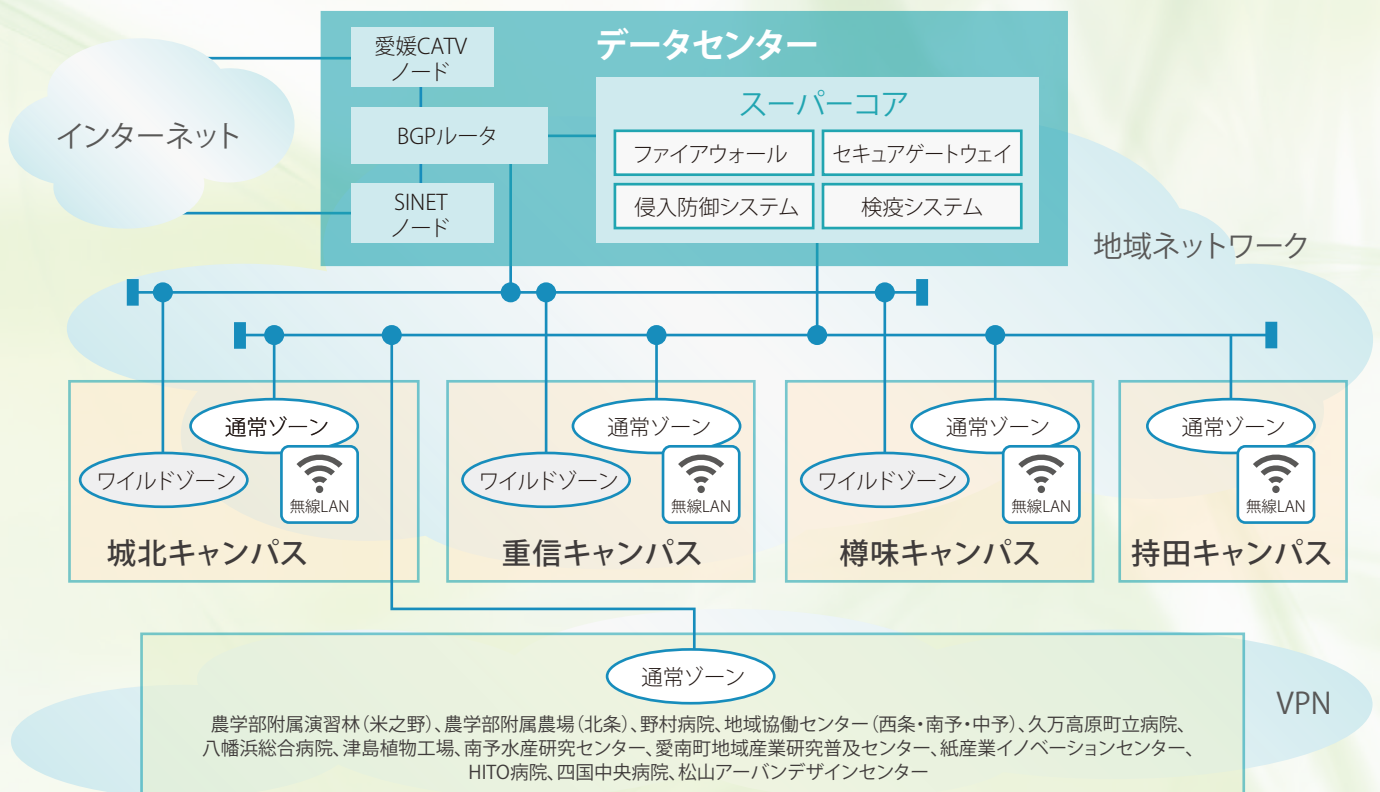 データセンター
愛媛CATV
ノード
インターネット
BGPルータ
SINET
ノード
スーパーコア
ファイアウォール
セキュアゲートウェイ
侵入防御システム
検疫システム
地域ネットワーク
通常ゾーン
ワイルドゾーン
無線LAN
城北キャンパス
通常ゾーン
ワイルドゾーン
無線LAN
重信キャンパス
通常ゾーン
ワイルドゾーン
無線LAN
樽味キャンパス
通常ゾーン
無線LAN
持田キャンパス
通常ゾーン
VPN
農学部附属演習林(米之野)、農学部附属農場(北条)、野村病院、地域協働センター(西条・南予・中予)、久万高原町立病院、
八幡浜総合病院、津島植物工場、南予水産研究センター、愛南町地域産業研究普及センター、紙産業イノベーションセンター、
HITO病院、四国中央病院、松山アーバンデザインセンター